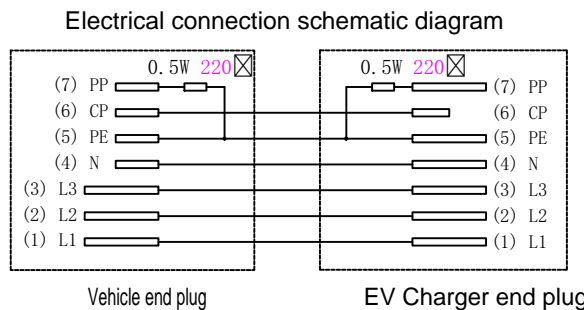 Electrical connection schematic diagram
0.5W 220
(7) PP
(6) CP
(5) PE
(4) N
(3) L3
(2) L2
(1) L1
Vehicle end plug
0.5W 220
(7) PP
(6) CP
(5) PE
(4) N
(3) L3
(2) L2
(1) L1
EV Charger end plug